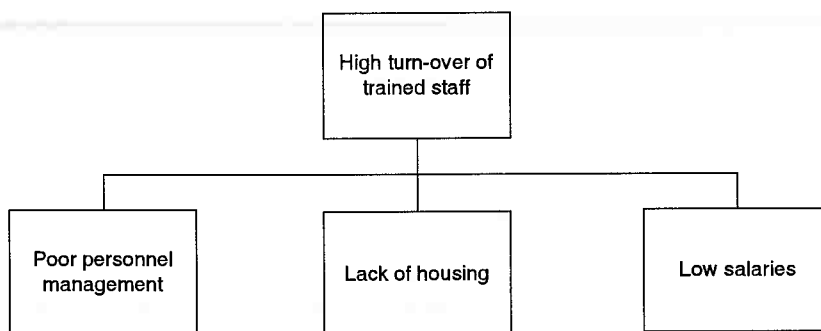 High turn-over of
trained staff
Poor personnel
management
Lack of housing
Low salaries